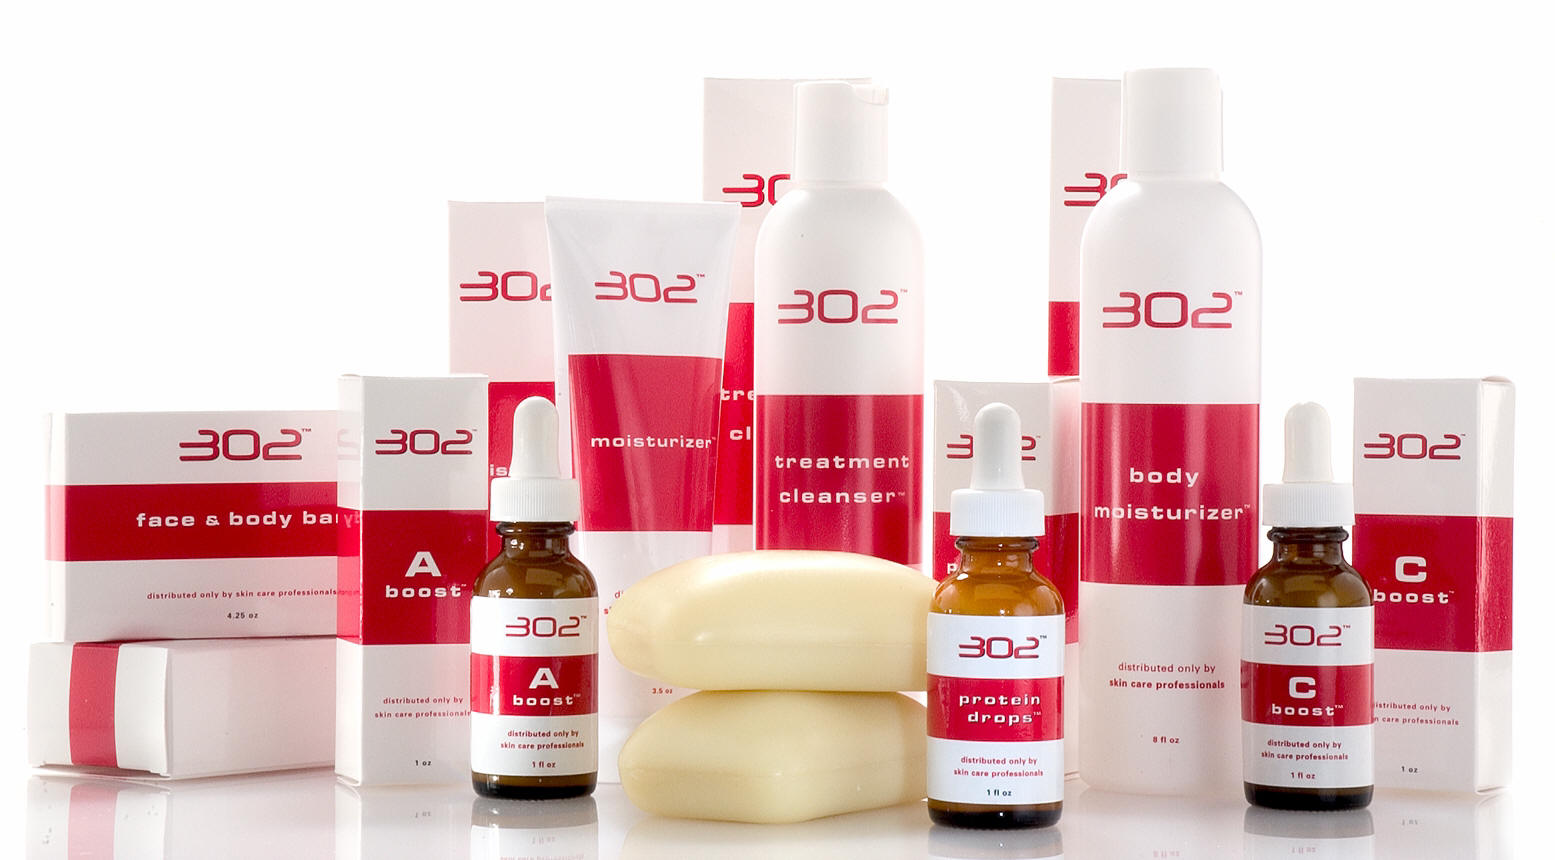 302™
face & body bar
distributed only by skin care professionals
4.25 oz
302™
A
boost™
distributed only by
skin care professionals
1 oz
302™
A
boost™
distributed only by
skin care professionals
1 fl oz
302
302™
moisturizer™
3.5 oz
302™
treatment
cleanser™
302™
protein
drops™
distributed only by
skin care professionals
1 fl oz
302™
body
moisturizer™
distributed only by
skin care professionals
8 fl oz
302™
C
boost™
distributed only by
skin care professionals
1 fl oz
302™
C
boost™
distributed only by
skin care professionals
1 oz